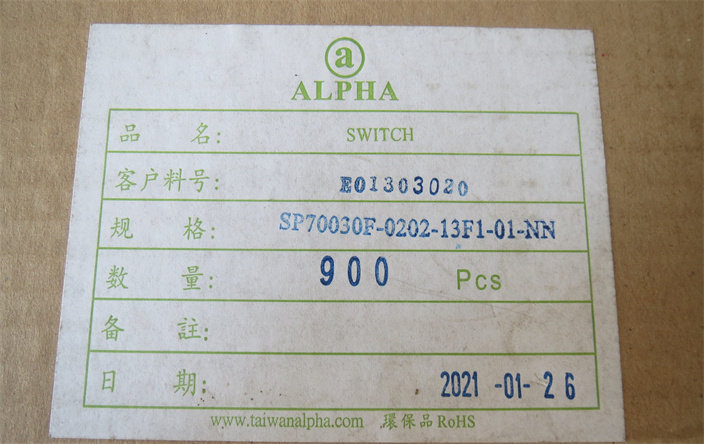 a
ALPHA
品 名: SWITCH
客户料号: E01303020
规 格: SP70030F-0202-13F1-01-NN
数 量: 900 Pcs
备 註:
日 期: 2021-01-26
www.taiwanalpha.com 環保品 RoHS